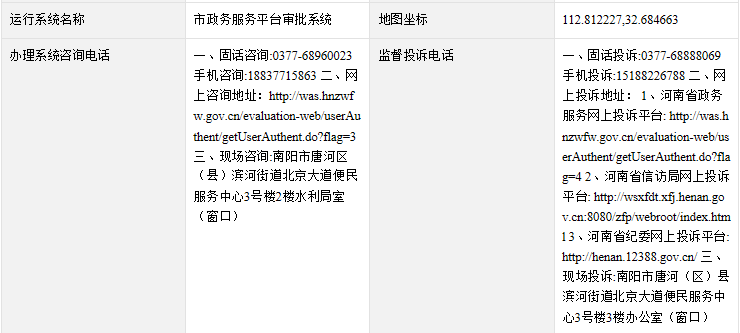 运行系统名称
市政务服务平台审批系统
地图坐标
112.812227,32.684663
办理系统咨询电话
一、固话咨询:0377-68960023
手机咨询:18837715863 二、网
上咨询地址：http://was.hnzwf
w.gov.cn/evaluation-web/userAu
thent/getUserAuthent.do?flag=3
三、现场咨询:南阳市唐河区
（县）滨河街道北京大道便民
服务中心3号楼2楼水利局室
（窗口）
监督投诉电话
一、固话投诉:0377-68888069
手机投诉:15188226788 二、网
上投诉地址： 1、河南省政务
服务网上投诉平台: http://was.h
nzwfw.gov.cn/evaluation-web/us
erAuthent/getUserAuthent.do?fla
g=4 2、河南省信访局网上投诉
平台: http://wsxfdt.xfj.henan.go
v.cn:8080/zfp/webroot/index.htm
l 3、河南省纪委网上投诉平台:
http://henan.12388.gov.cn/ 三、
现场投诉:南阳市唐河（区）县
滨河街道北京大道便民服务中
心3号楼3楼办公室（窗口）